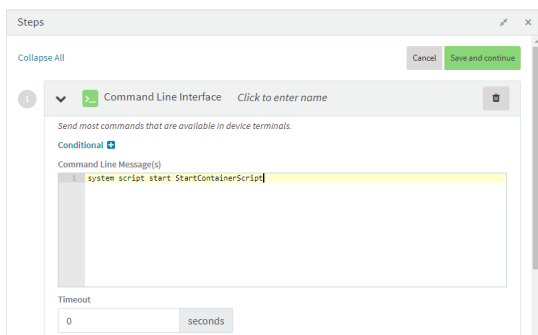 Steps
Collapse All
Cancel
Save and continue
1
Command Line Interface Click to enter name
Send most commands that are available in device terminals.
Conditional
Command Line Message(s)
1 system script start StartContainerScript
Timeout
0 seconds